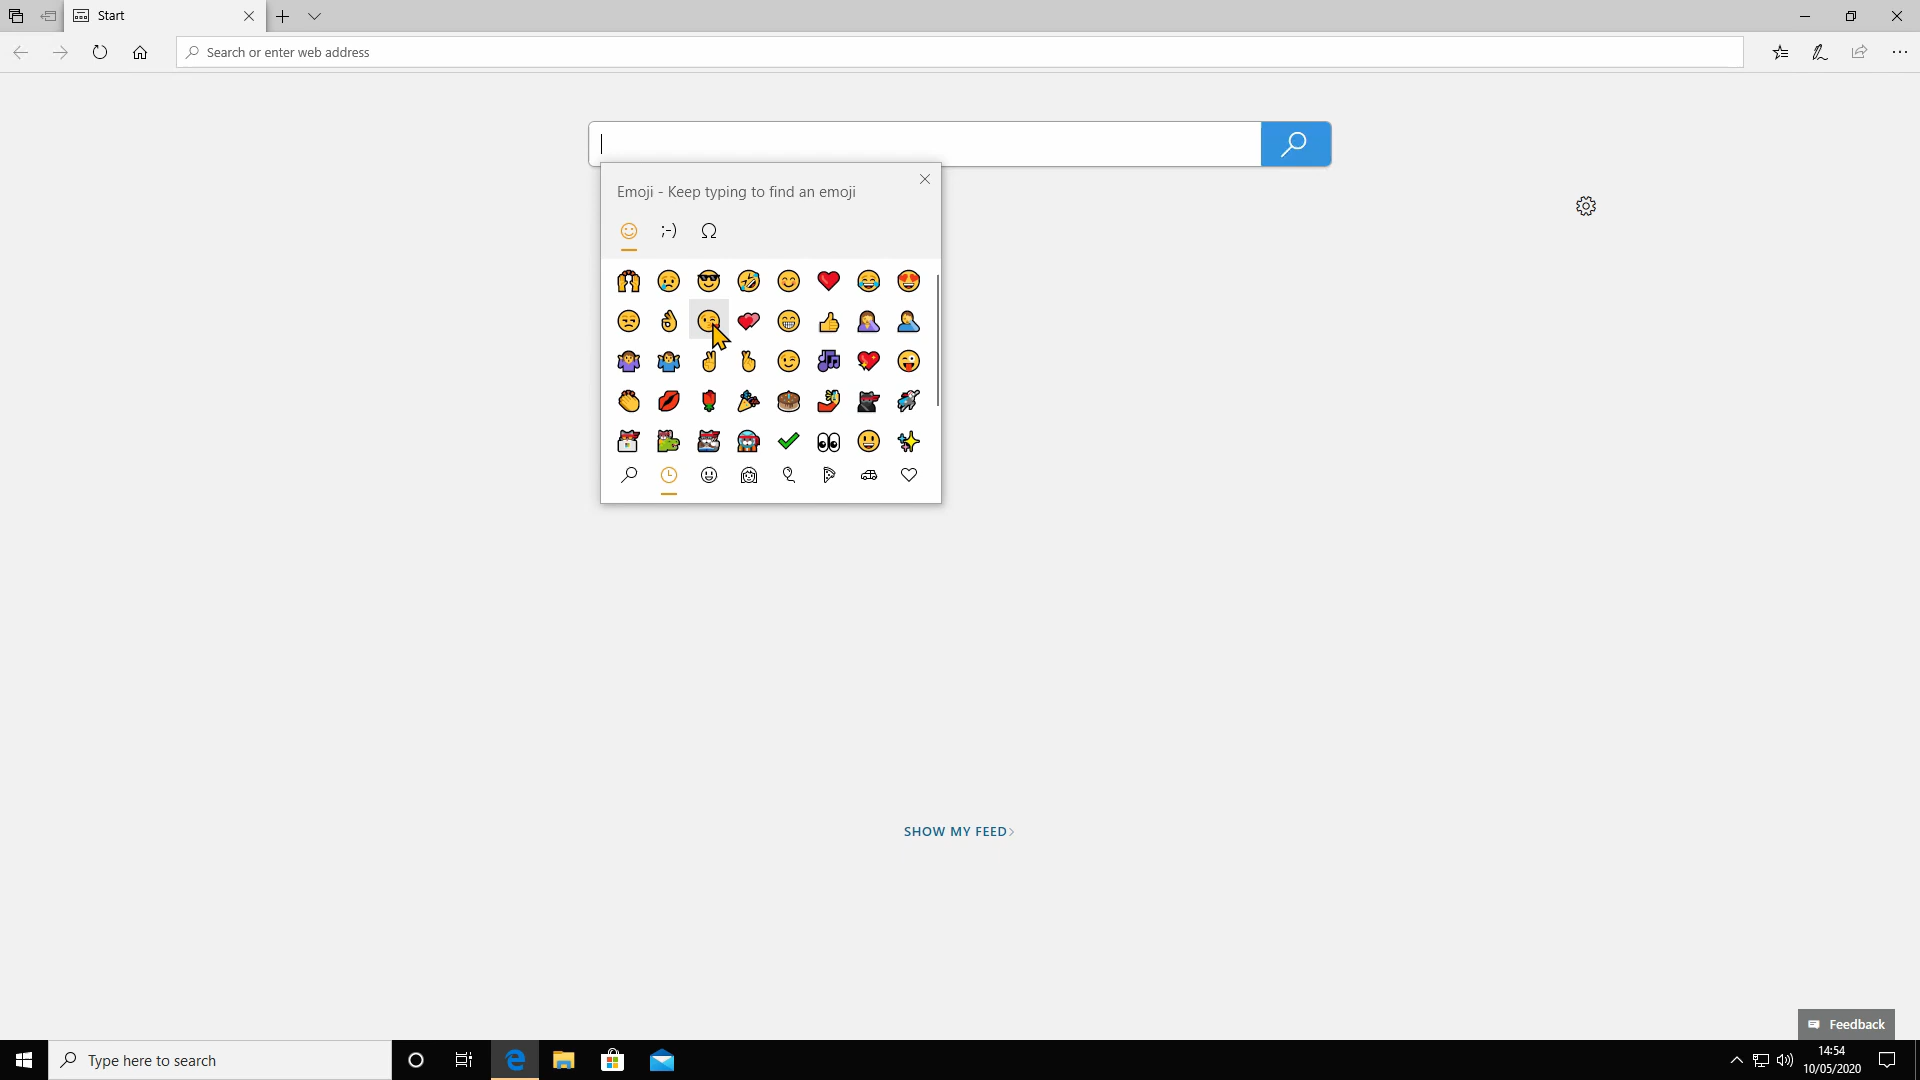 Start
Search or enter web address
Emoji - Keep typing to find an emoji
;-)
Ω
SHOW MY FEED
Feedback
Type here to search
14:54
10/05/2020